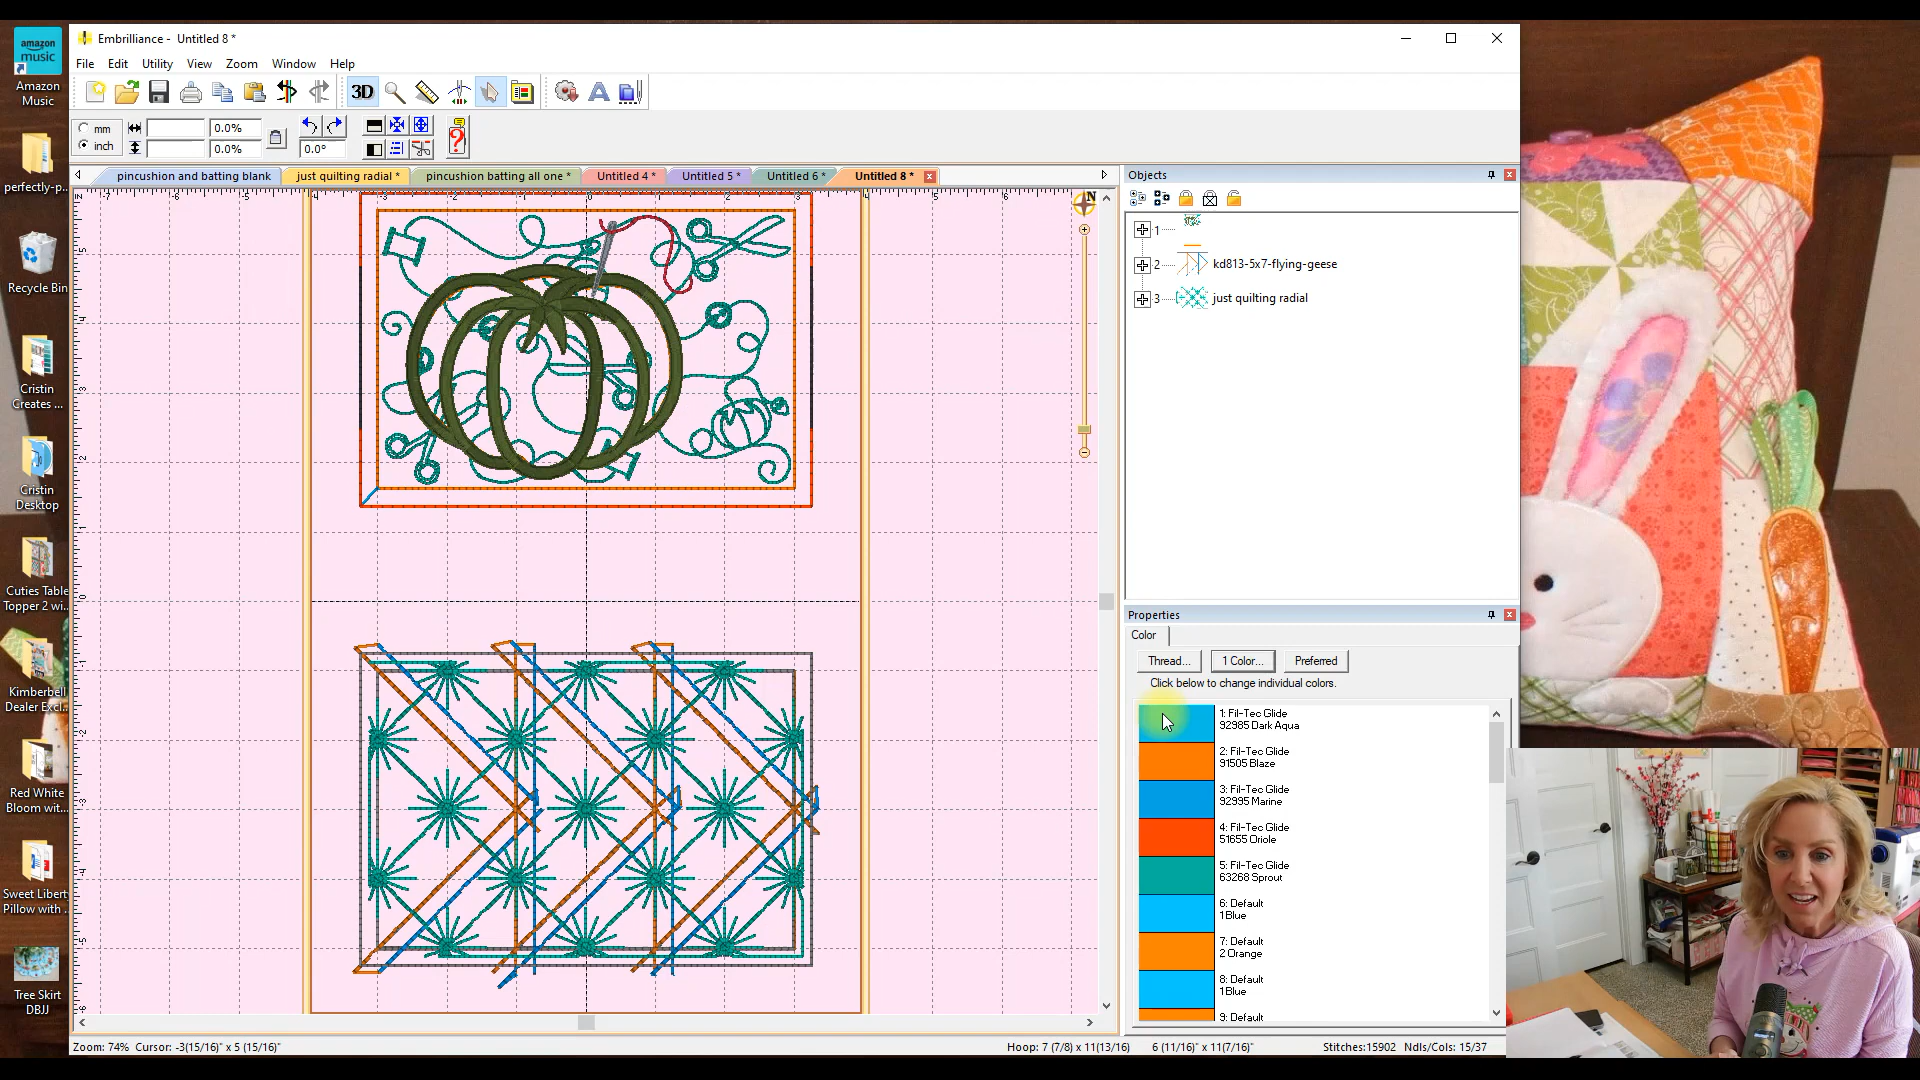 amazon
music
Amazon
Music
perfectly-p...
Recycle Bin
Cristin
Creates ...
Cristin
Desktop
Cuties Table
Topper 2 wi...
Kimberbell
Dealer Excl...
Red White
Bloom wit...
Sweet Liberty
Pillow with ...
Tree Skirt
DBJJ
Embrilliance - Untitled 8 *
File Edit Utility View Zoom Window Help
3D
mm
inch
0.0%
0.0%
0.0°
pincushion and batting blank
just quilting radial *
pincushion batting all one *
Untitled 4 *
Untitled 5 *
Untitled 6 *
Untitled 8 *
N
Objects
1
2 kd813-5x7-flying-geese
3 just quilting radial
Properties
Color
Thread... 1 Color... Preferred
Click below to change individual colors.
1: Fil-Tec Glide
92985 Dark Aqua
2: Fil-Tec Glide
91505 Blaze
3: Fil-Tec Glide
92995 Marine
4: Fil-Tec Glide
51655 Oriole
5: Fil-Tec Glide
63268 Sprout
6: Default
1Blue
7: Default
2 Orange
8: Default
1Blue
9: Default
Zoom: 74% Cursor: -3(15/16)" x 5 (15/16)"
Hoop: 7 (7/8) x 11(13/16)
6 (11/16)" x 11(7/16)"
Stitches:15902 Ndls/Cols: 15/37